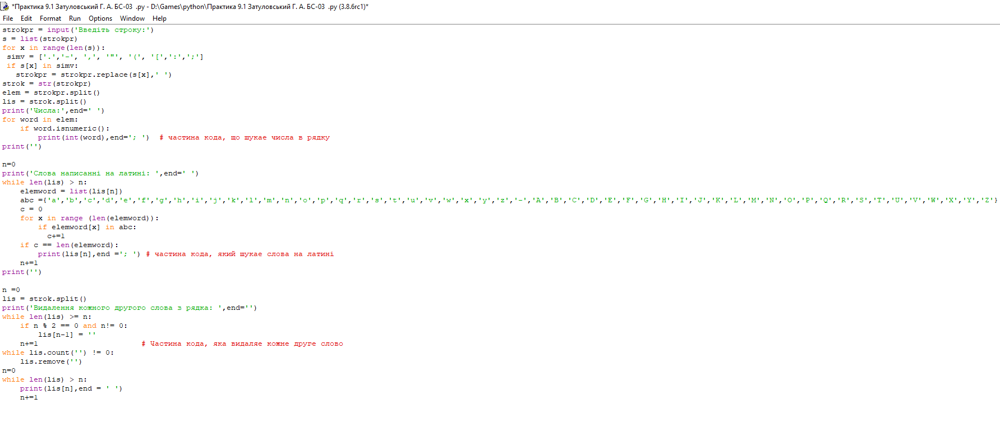 *Практика 9.1 Затуловський Г. А. БС-03  .py - D:\Games\python\Практика 9.1 Затуловський Г. А. БС-03  .py (3.8.6rc1)*
File Edit Format Run Options Window Help
strokpr = input('Введіть строку:')
s = list(strokpr)
for x in range(len(s)):
 simv = ['.','-', ',', '"', '(', '[',':',';']
 if s[x] in simv:
   strokpr = strokpr.replace(s[x],' ')
strok = str(strokpr)
elem = strokpr.split()
lis = strok.split()
print('Числа:',end=' ')
for word in elem:
    if word.isnumeric():
        print(int(word),end='; ')  # частина кода, що шукае числа в рядку
print('')

n=0
print('Слова написанні на латині: ',end=' ')
while len(lis) > n:
    elemword = list(lis[n])
    abc ={'a','b','c','d','e','f','g','h','i','j','k','l','m','n','o','p','q','r','s','t','u','v','w','x','y','z','-','A','B','C','D','E','F','G','H','I','J','K','L','M','N','O','P','Q','R','S','T','U','V','W','X','Y','Z'}
    c = 0
    for x in range (len(elemword)):
        if elemword[x] in abc:
          c+=1
    if c == len(elemword):
        print(lis[n],end ='; ') # частина кода, який шукае слова на латині
    n+=1
print('')

n =0
lis = strok.split()
print('Видалення кожного другого слова з рядка: ',end='')
while len(lis) >= n:
    if n % 2 == 0 and n!= 0:
        lis[n-1] = ''
    n+=1                       # Частина кода, яка видаляе кожне друге слово
while lis.count('') != 0:
    lis.remove('')
n=0
while len(lis) > n:
    print(lis[n],end = ' ')
    n+=1